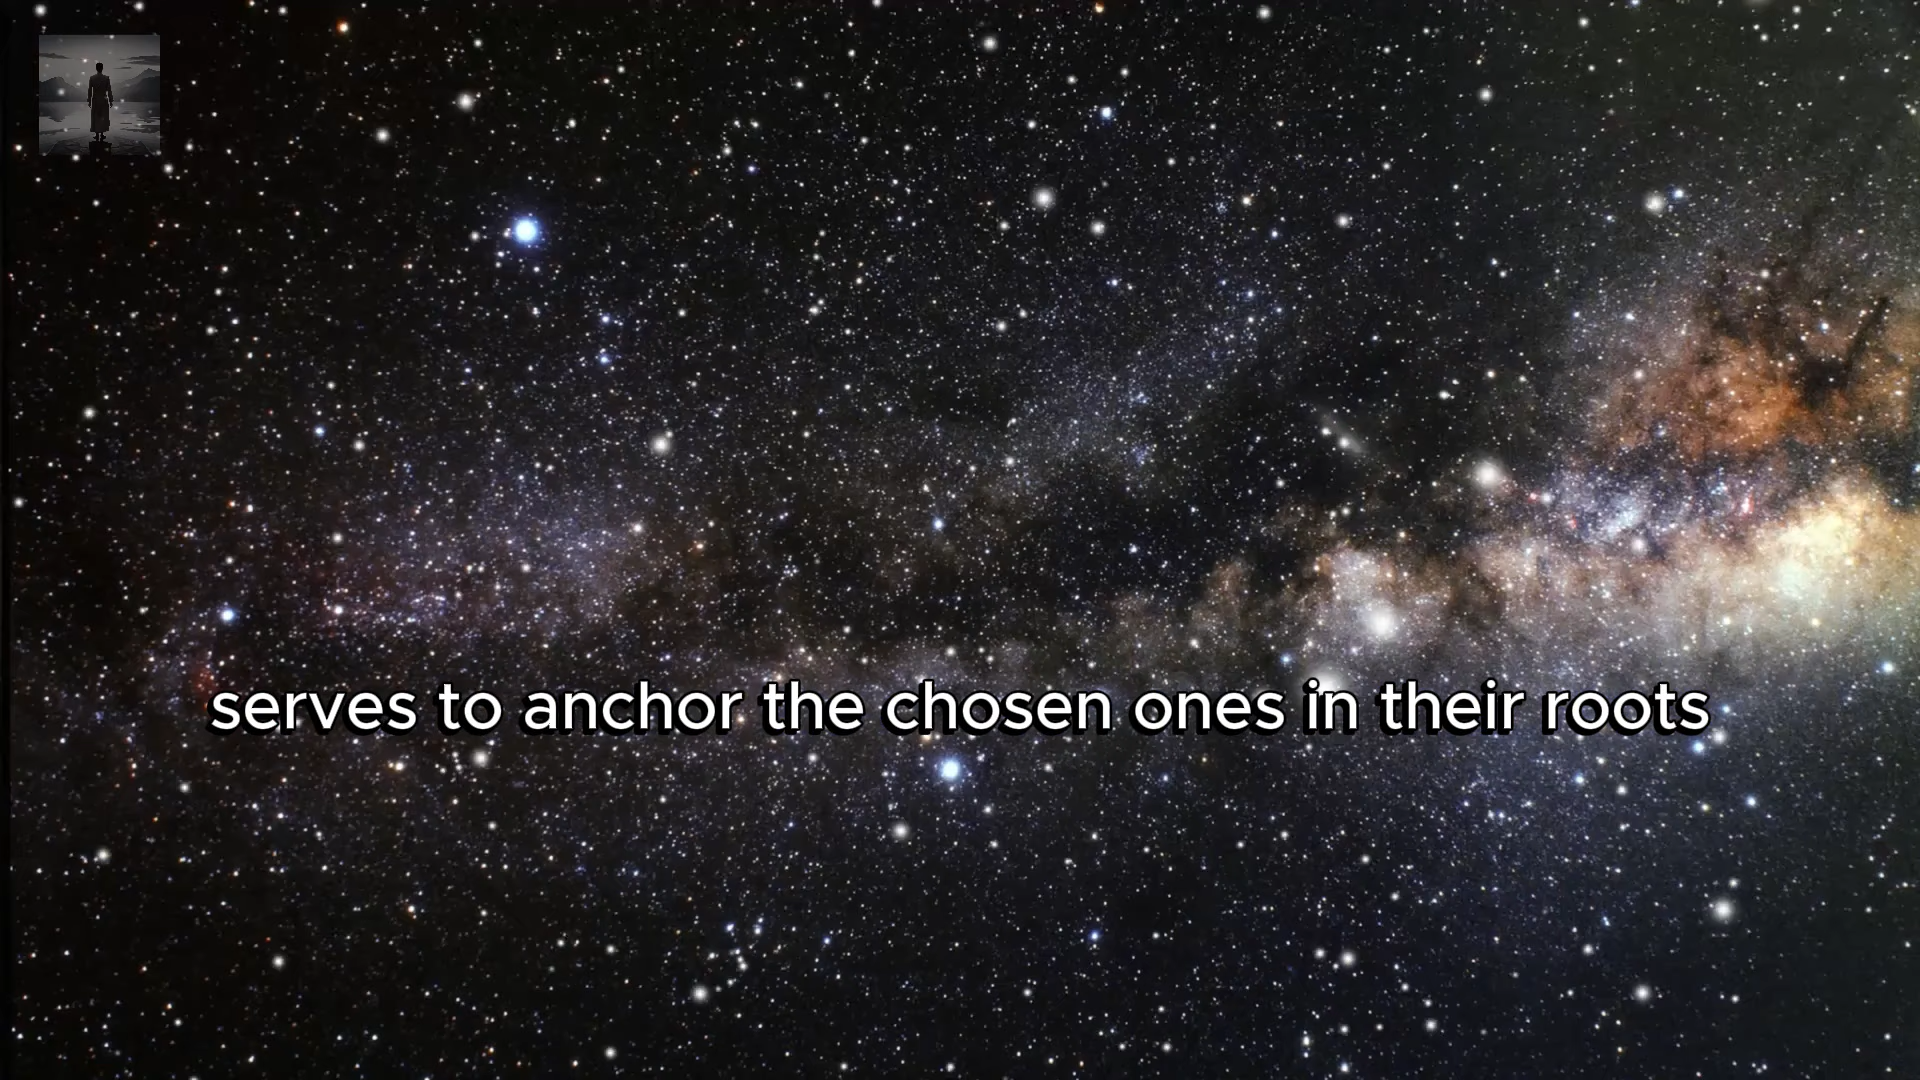 serves to anchor the chosen ones in their roots